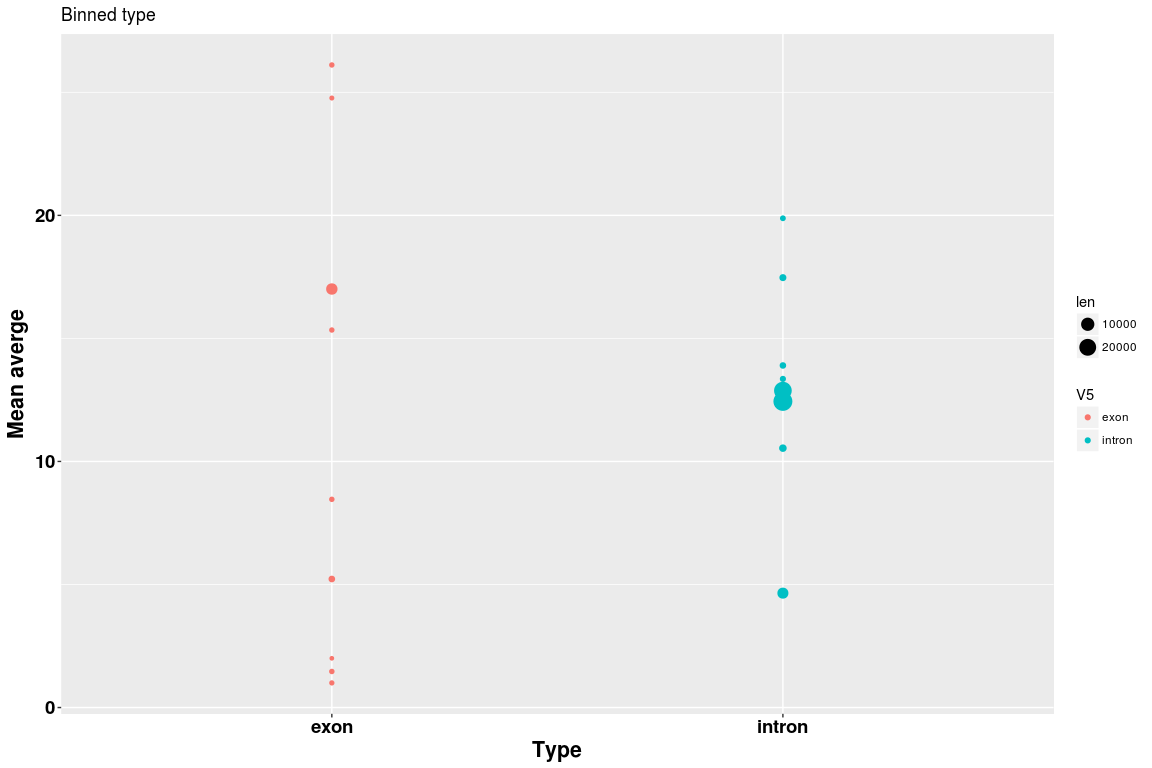 Binned type
Mean averge
20
10
0
exon
intron
Type
len
10000
20000
V5
exon
intron